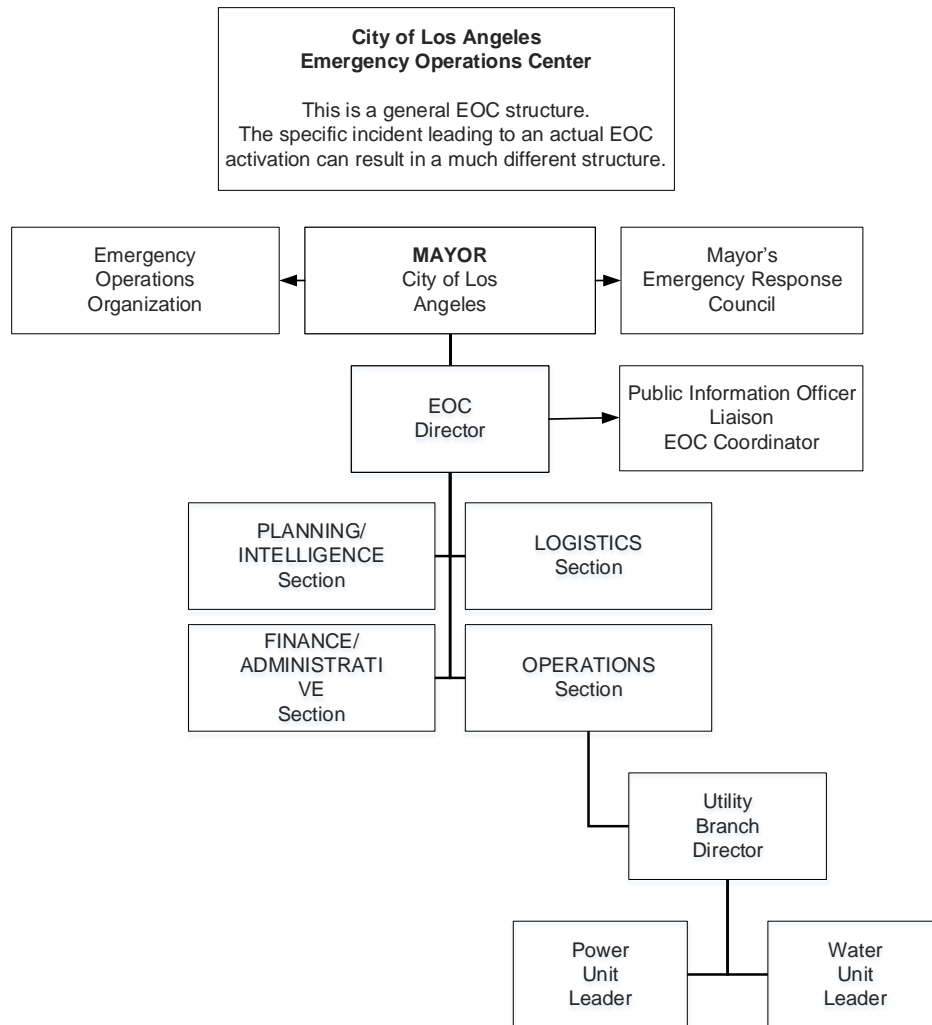 City of Los Angeles
Emergency Operations Center
This is a general EOC structure.
The specific incident leading to an actual EOC
activation can result in a much different structure.
Emergency
Operations
Organization
MAYOR
City of Los
Angeles
Mayor’s
Emergency Response
Council
EOC
Director
Public Information Officer
Liaison
EOC Coordinator
PLANNING/
INTELLIGENCE
Section
LOGISTICS
Section
FINANCE/
ADMINISTRATI
VE
Section
OPERATIONS
Section
Utility
Branch
Director
Power
Unit
Leader
Water
Unit
Leader